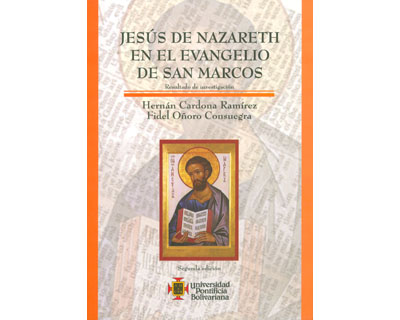 JESÚS DE NAZARETH
EN EL EVANGELIO
DE SAN MARCOS
Resultado de investigación
Hernán Cardona Ramírez
Fidel Oñoro Consuegra
Segunda edición
Universidad
Pontificia
Bolivariana